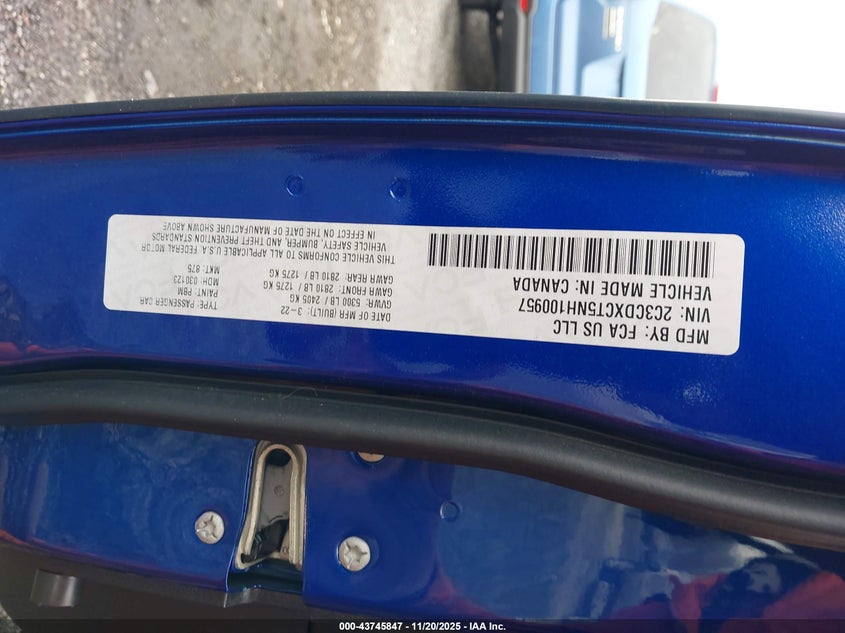 MFD BY: FCA US LLC
VIN: 2C3CDXCT5NH100957
VEHICLE MADE IN: CANADA
DATE OF MFR (BUILT): 3-22
GVWR: 5300 LB / 2405 KG
GAWR FRONT: 2810 LB / 1275 KG
GAWR REAR: 2810 LB / 1275 KG
TYPE: PASSENGER CAR
PAINT: PBM
MDH: 030123
MKT: 875
THIS VEHICLE CONFORMS TO ALL APPLICABLE U.S.A. FEDERAL MOTOR
VEHICLE SAFETY, BUMPER, AND THEFT PREVENTION STANDARDS
IN EFFECT ON THE DATE OF MANUFACTURE SHOWN ABOVE
000-43745847 - 11/20/2025 - IAA Inc.